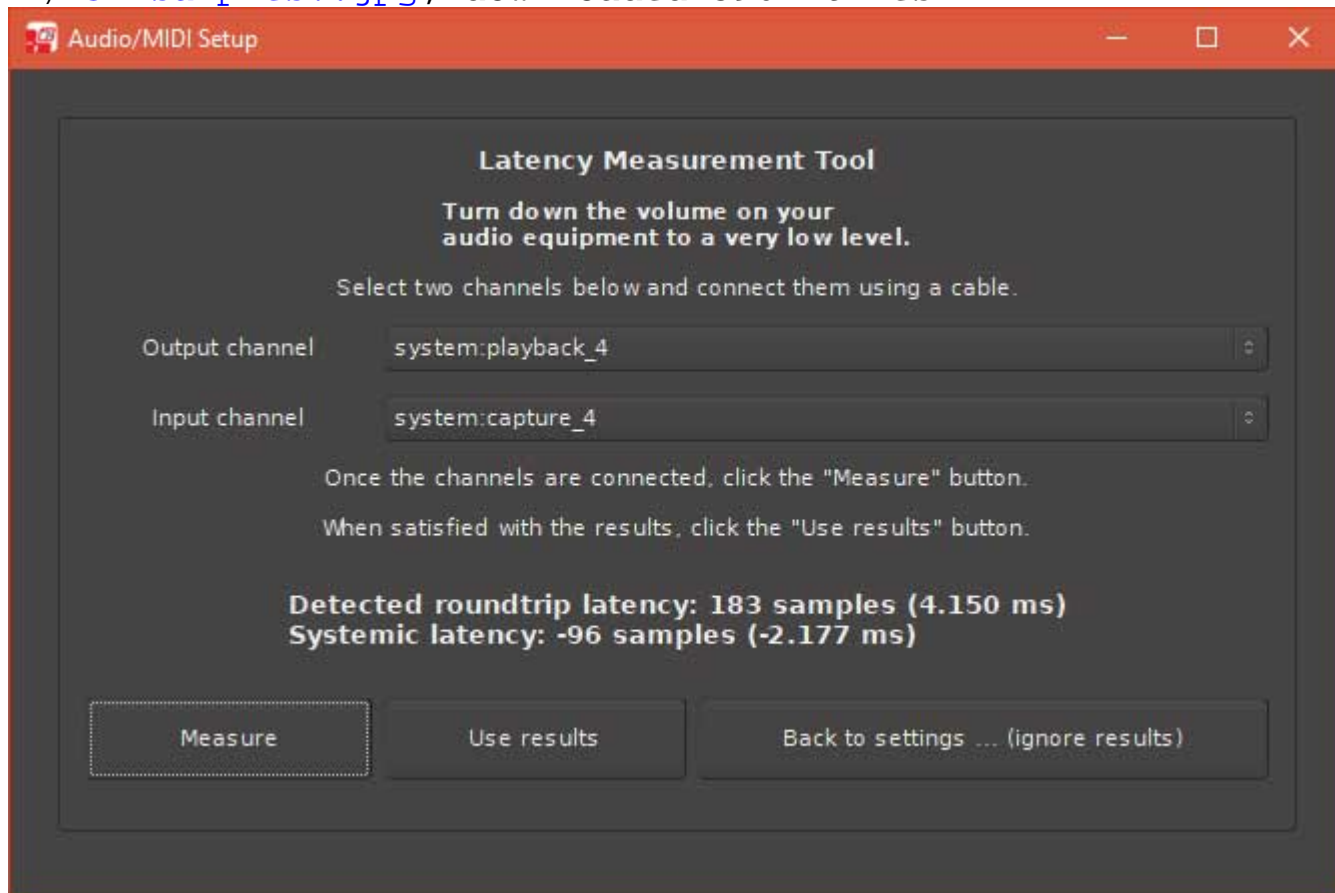 Audio/MIDI Setup
Latency Measurement Tool
Turn down the volume on your
audio equipment to a very low level.
Select two channels below and connect them using a cable.
Output channel system:playback_4
Input channel system:capture_4
Once the channels are connected, click the "Measure" button.
When satisfied with the results, click the "Use results" button.
Detected roundtrip latency: 183 samples (4.150 ms)
Systemic latency: -96 samples (-2.177 ms)
Measure Use results Back to settings ... (ignore results)